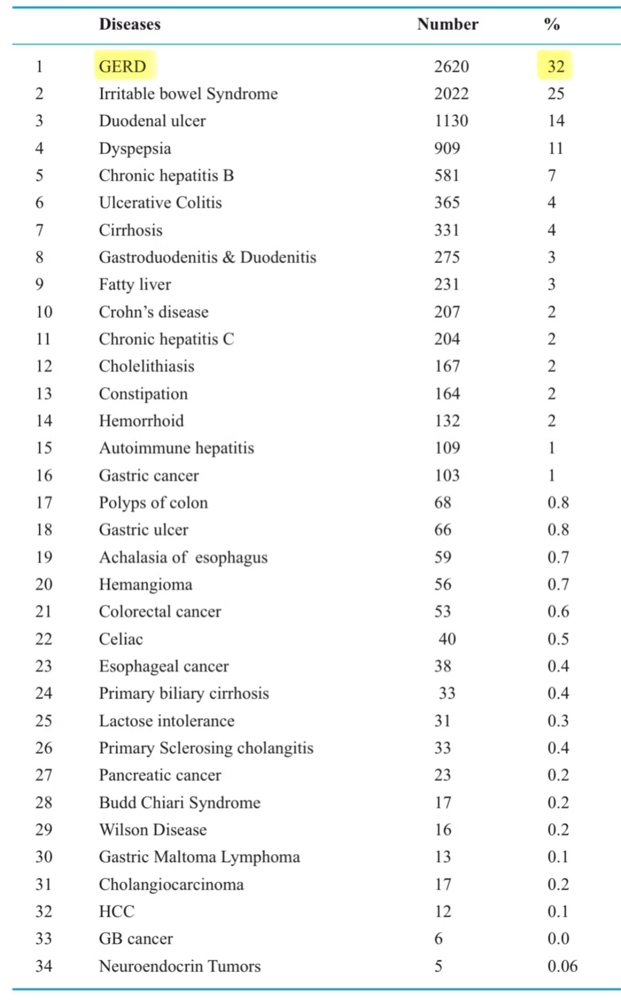 Diseases Number %
1 GERD 2620 32
2 Irritable bowel Syndrome 2022 25
3 Duodenal ulcer 1130 14
4 Dyspepsia 909 11
5 Chronic hepatitis B 581 7
6 Ulcerative Colitis 365 4
7 Cirrhosis 331 4
8 Gastroduodenitis & Duodenitis 275 3
9 Fatty liver 231 3
10 Crohn’s disease 207 2
11 Chronic hepatitis C 204 2
12 Cholelithiasis 167 2
13 Constipation 164 2
14 Hemorrhoid 132 2
15 Autoimmune hepatitis 109 1
16 Gastric cancer 103 1
17 Polyps of colon 68 0.8
18 Gastric ulcer 66 0.8
19 Achalasia of esophagus 59 0.7
20 Hemangioma 56 0.7
21 Colorectal cancer 53 0.6
22 Celiac 40 0.5
23 Esophageal cancer 38 0.4
24 Primary biliary cirrhosis 33 0.4
25 Lactose intolerance 31 0.3
26 Primary Sclerosing cholangitis 33 0.4
27 Pancreatic cancer 23 0.2
28 Budd Chiari Syndrome 17 0.2
29 Wilson Disease 16 0.2
30 Gastric Maltoma Lymphoma 13 0.1
31 Cholangiocarcinoma 17 0.2
32 HCC 12 0.1
33 GB cancer 6 0.0
34 Neuroendocrin Tumors 5 0.06